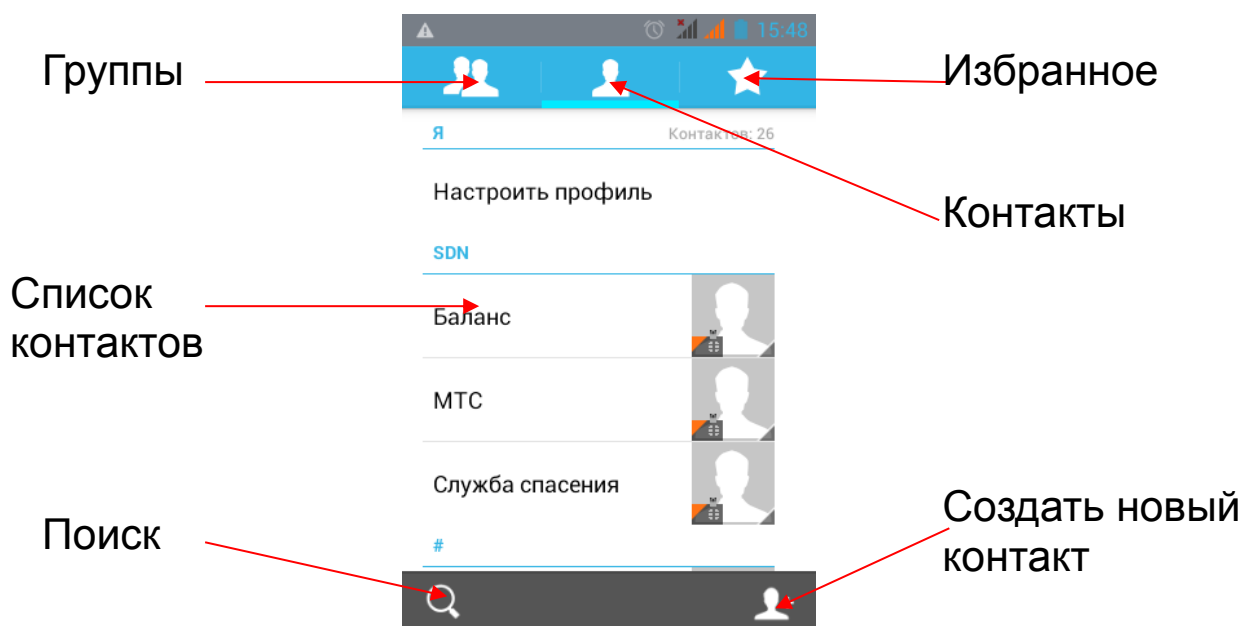 15:48
Группы
Избранное
Я
Контактов: 26
Настроить профиль
Контакты
SDN
Список
контактов
Баланс
МТС
Служба спасения
Создать новый
контакт
Поиск
#